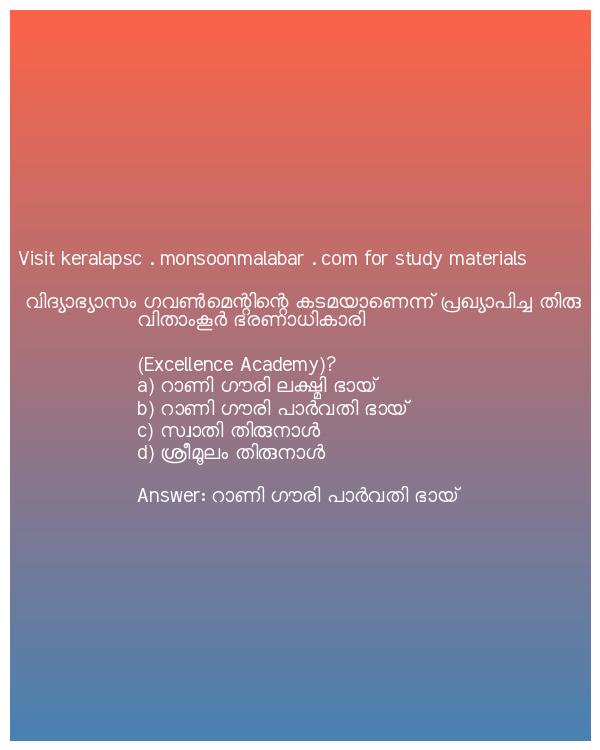 Visit keralapsc . monsoonmalabar . com for study materials
വിദ്യാഭ്യാസം ഗവൺമെന്റിന്റെ കടമയാണെന്ന് പ്രഖ്യാപിച്ച തിരു
വിതാംകൂർ ഭരണാധികാരി
(Excellence Academy)?
a) റാണി ഗൗരി ലക്ഷ്മി ഭായ്
b) റാണി ഗൗരി പാർവതി ഭായ്
c) സ്വാതി തിരുനാൾ
d) ശ്രീമൂലം തിരുനാൾ
Answer: റാണി ഗൗരി പാർവതി ഭായ്